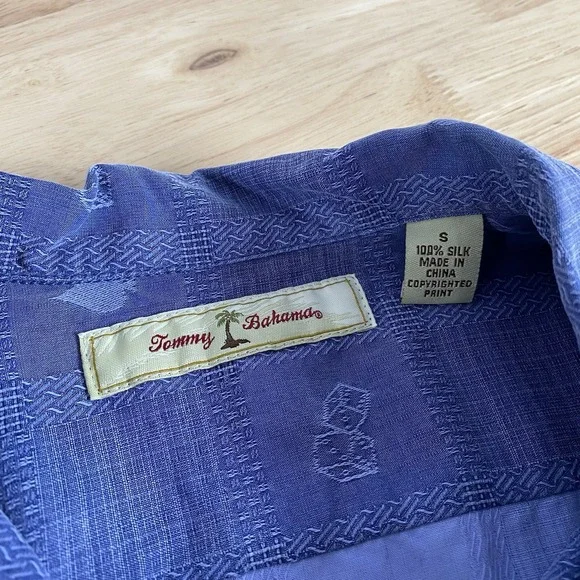 Tommy Bahama®
S
100% SILK
MADE IN
CHINA
COPYRIGHTED
PRINT